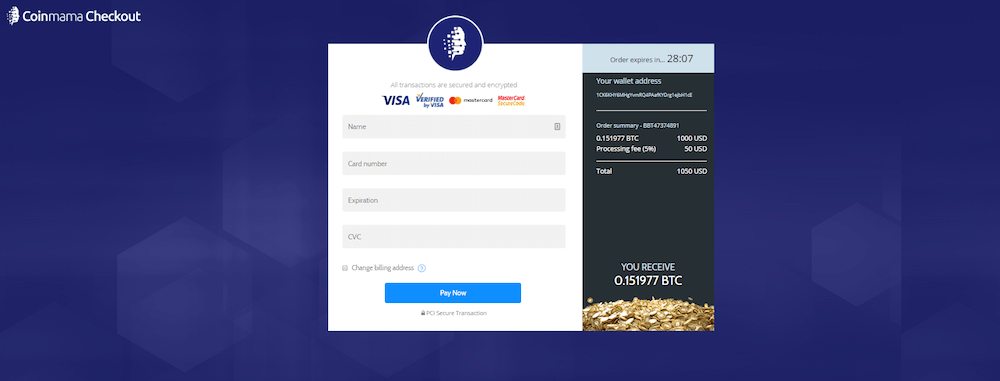 Coinmama Checkout
All transactions are secured and encrypted
VISA VERIFIED by VISA mastercard MasterCard SecureCode
Name
Card number
Expiration
CVC
Change billing address ?
Pay Now
PCI Secure Transaction
Order expires in... 28:07
Your wallet address
Order summary - BBT47374891
0.151977 BTC 1000 USD
Processing fee (5%) 50 USD
Total 1050 USD
YOU RECEIVE
0.151977 BTC